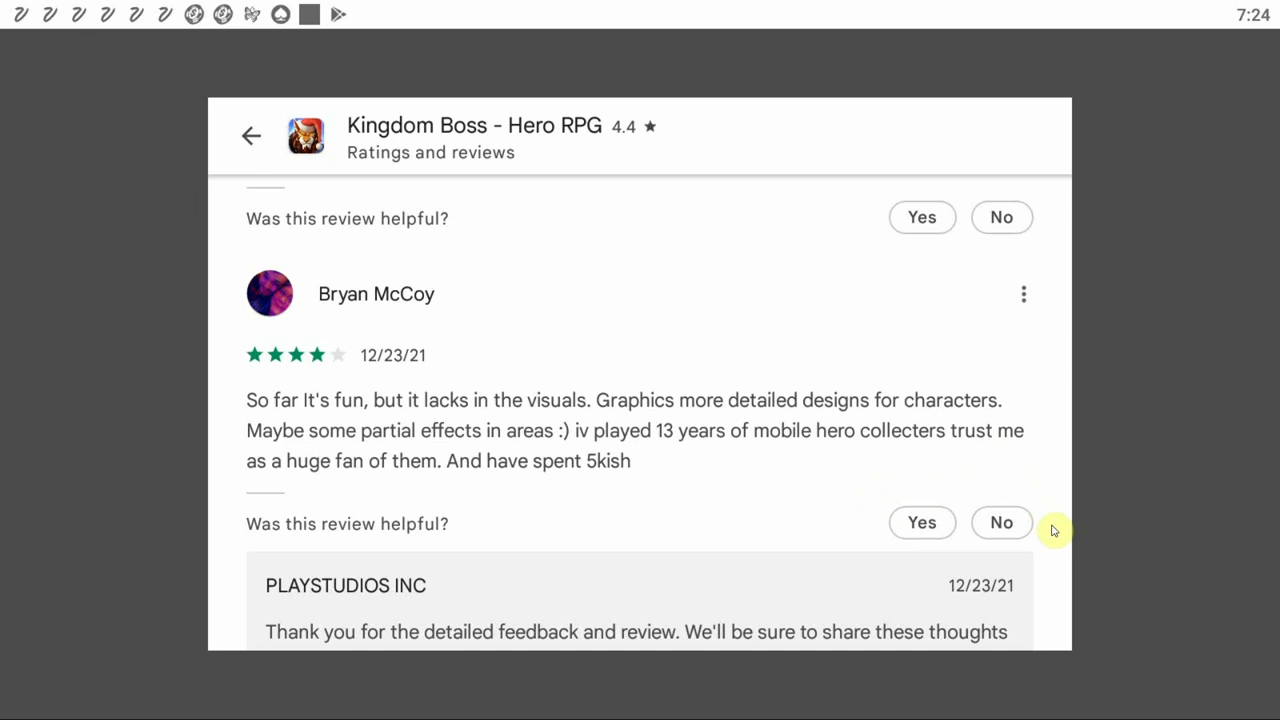 7:24
Kingdom Boss - Hero RPG 4.4 ★
Ratings and reviews
Was this review helpful? Yes No
Bryan McCoy
12/23/21
So far It's fun, but it lacks in the visuals. Graphics more detailed designs for characters.
Maybe some partial effects in areas :) iv played 13 years of mobile hero collecters trust me
as a huge fan of them. And have spent 5kish
Was this review helpful? Yes No
PLAYSTUDIOS INC 12/23/21
Thank you for the detailed feedback and review. We'll be sure to share these thoughts